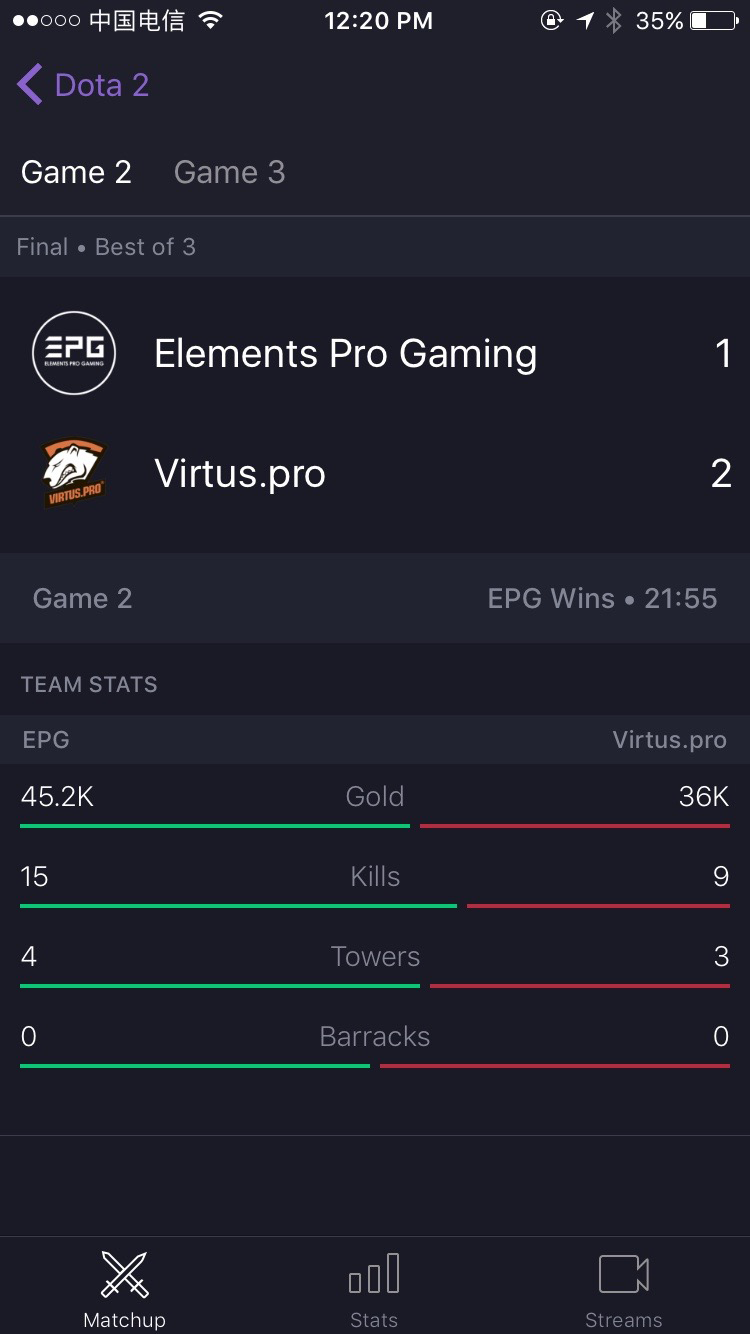 中国电信 12:20 PM 35%
Dota 2
Game 2 Game 3
Final • Best of 3
EPG
ELEMENTS PRO GAMING
Elements Pro Gaming 1
VIRTUS.PRO
Virtus.pro 2
Game 2 EPG Wins • 21:55
TEAM STATS
EPG Virtus.pro
45.2K Gold 36K
15 Kills 9
4 Towers 3
0 Barracks 0
Matchup Stats Streams